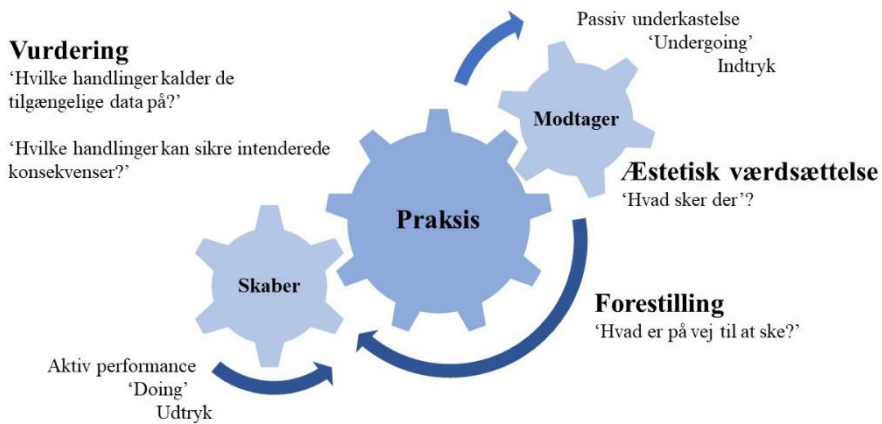 Vurdering
‘Hvilke handlinger kalder de
tilgængelige data på?’
‘Hvilke handlinger kan sikre intenderede
konsekvenser?’
Passiv underkastelse
‘Undergoing’
Indtryk
Modtager
Æstetisk værdsættelse
‘Hvad sker der’?
Praksis
Skaber
Forestilling
‘Hvad er på vej til at ske?’
Aktiv performance
‘Doing’
Udtryk